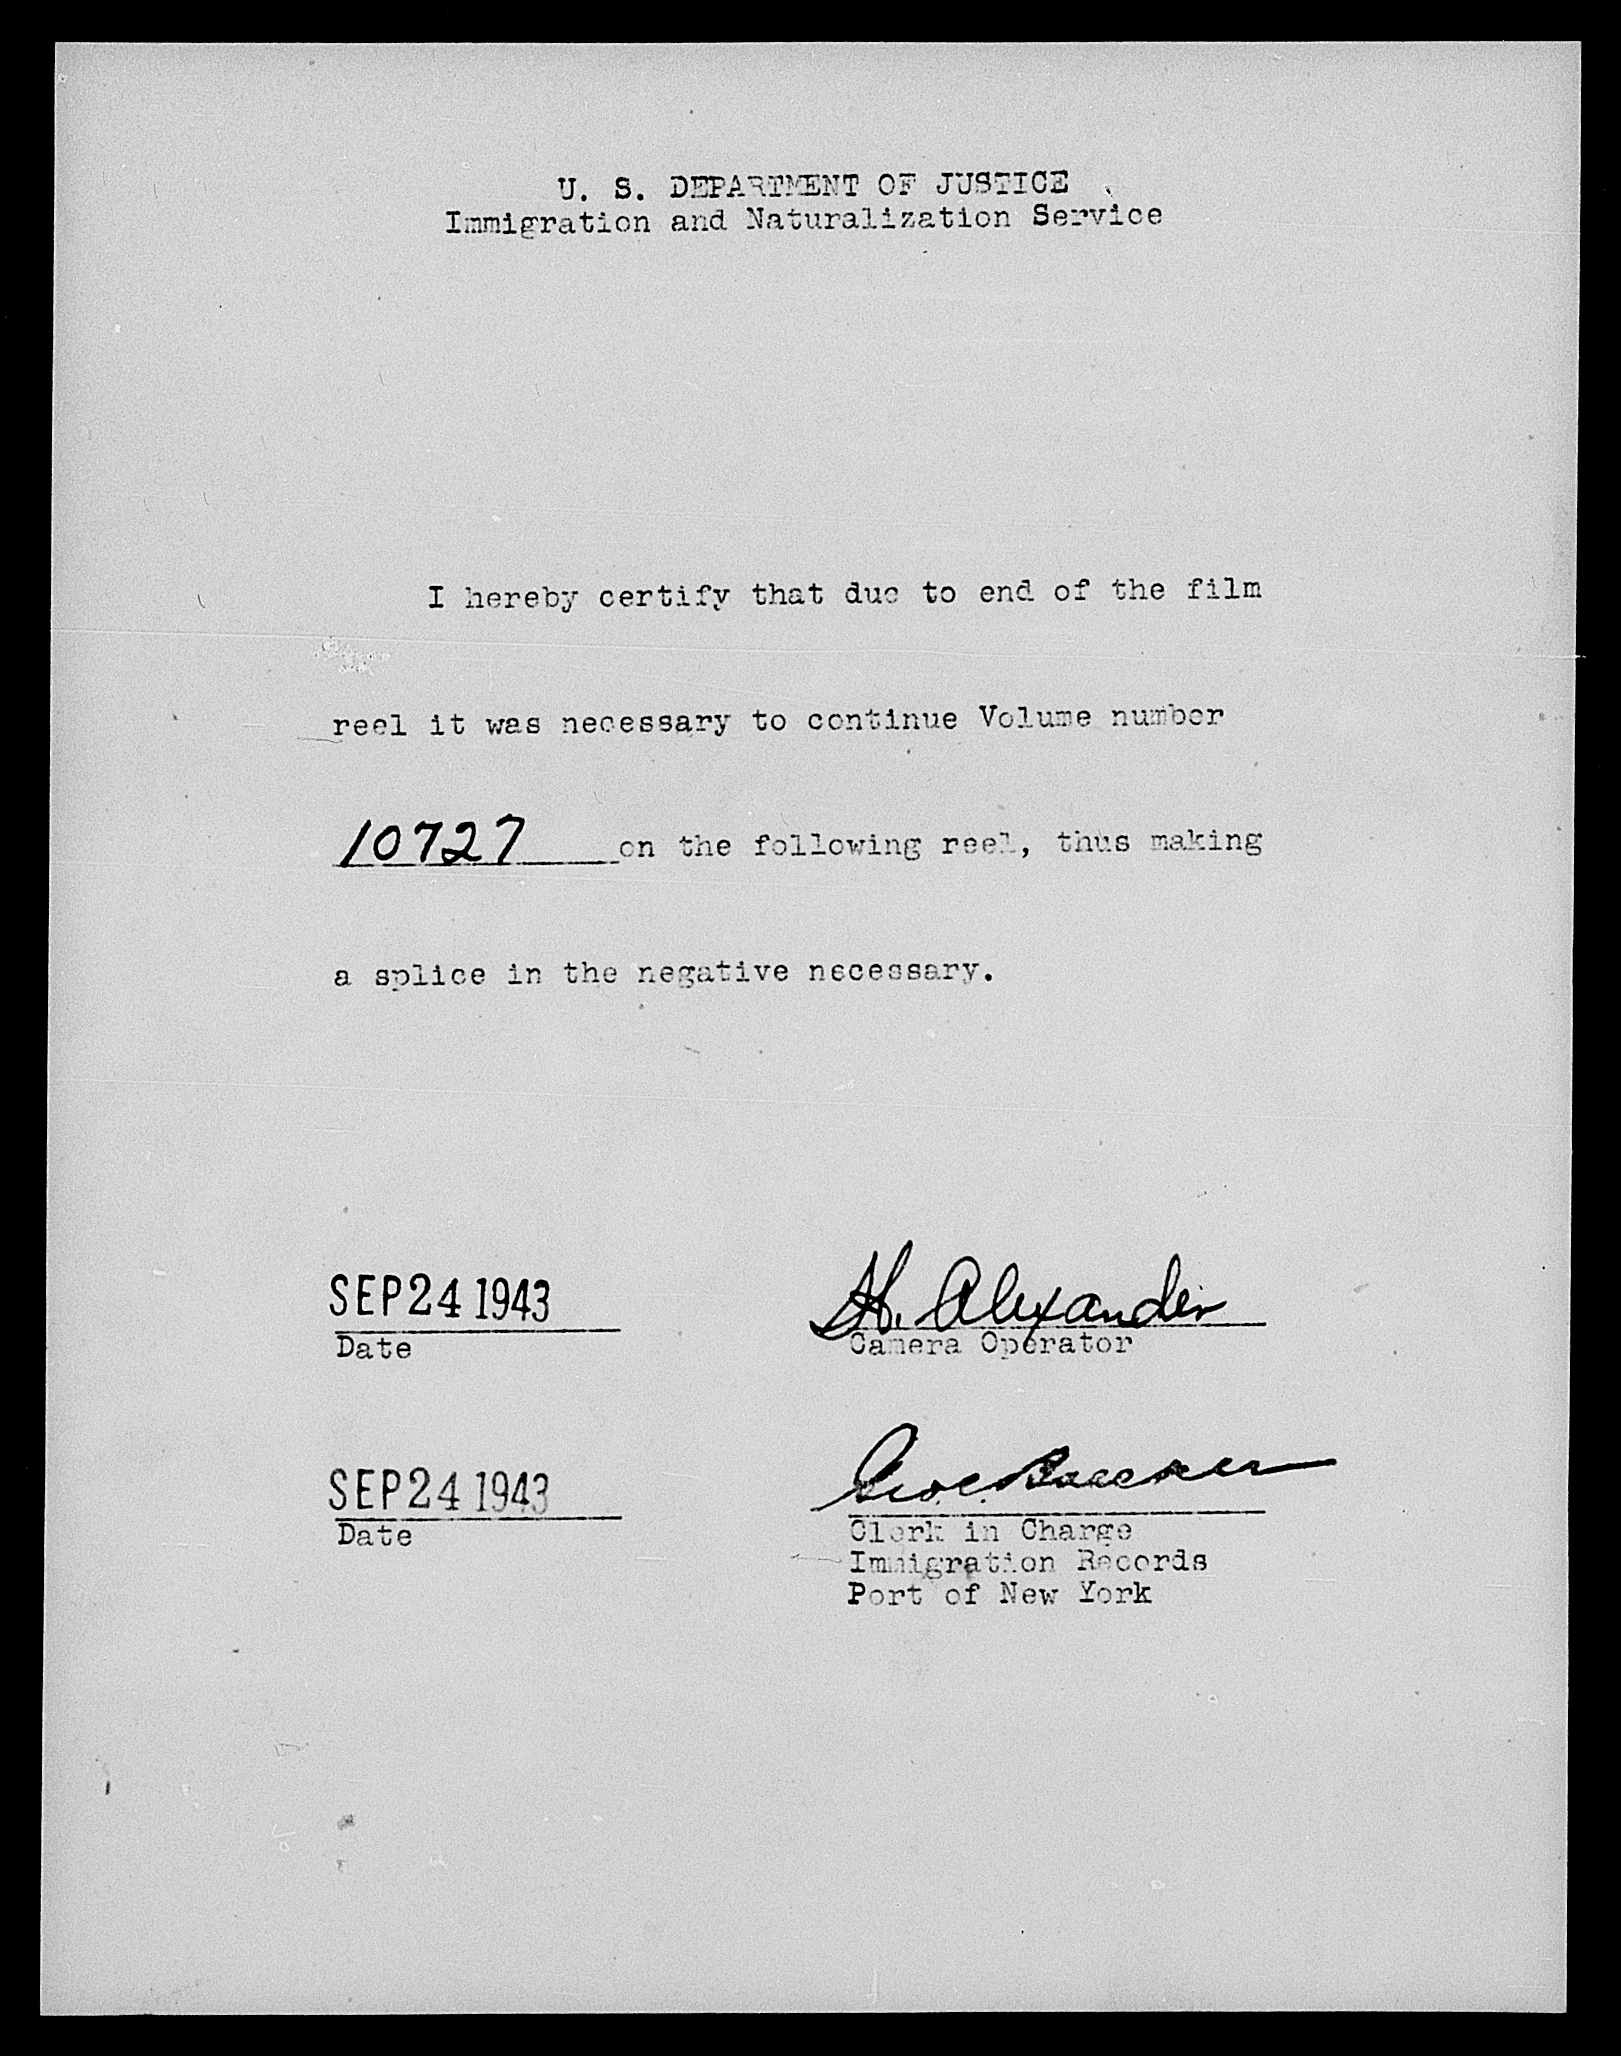 U. S. DEPARTMENT OF JUSTICE
Immigration and Naturalization Service
I hereby certify that due to end of the film
reel it was necessary to continue Volume number
10727 on the following reel, thus making
a splice in the negative necessary.
SEP 24 1943
H. Alexander
Date
Camera Operator
SEP 24 1943
Date
Clerk in Charge
Immigration Records
Port of New York